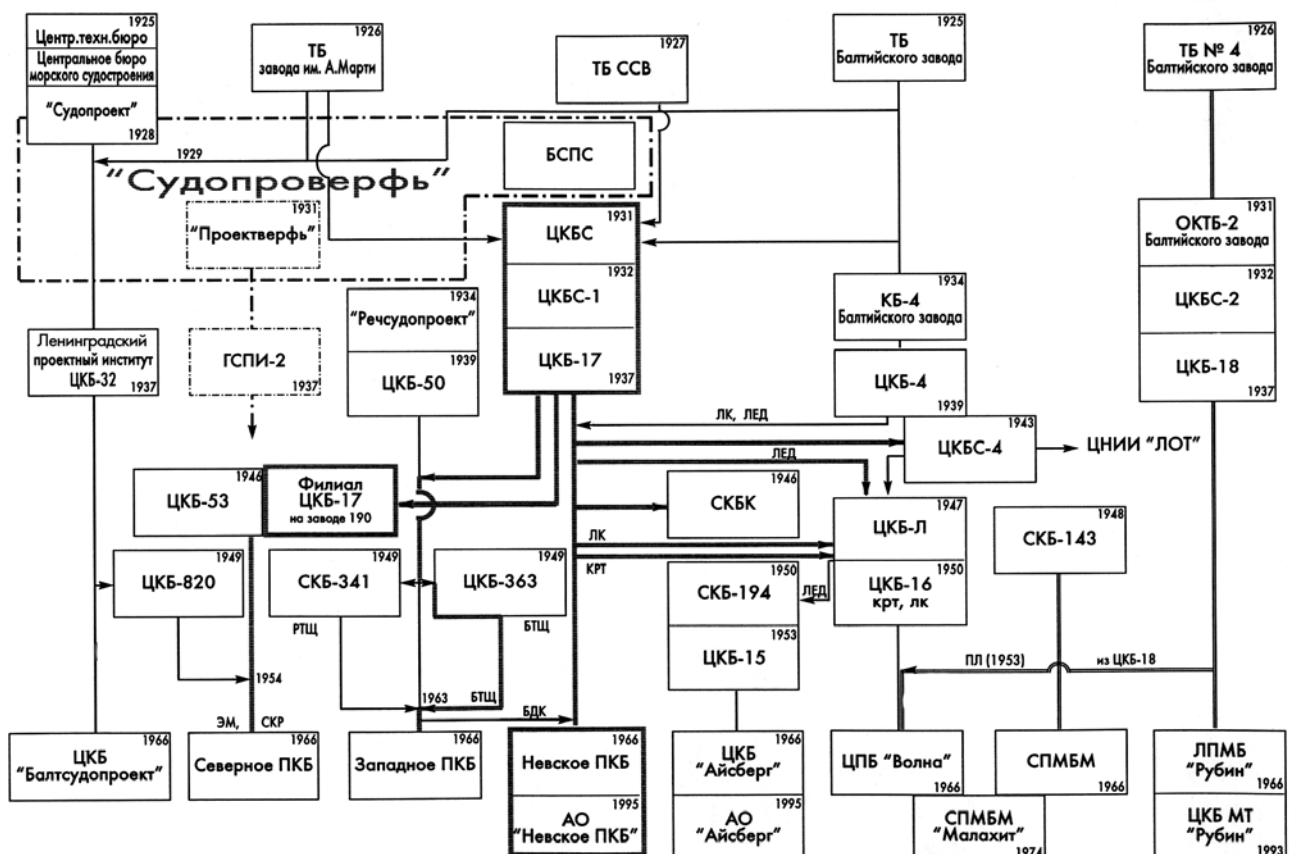 1925
Центр.техн.бюро
Центральное бюро
морского судостроения
"Судопроект"
1928
1926
ТБ
завода им. А.Марти
1927
ТБ ССВ
1925
ТБ
Балтийского завода
1926
ТБ № 4
Балтийского завода
1929
"Судопроверфь"
БСПС
1931
"Проектверфь"
1931
ЦКБС
1932
ЦКБС-1
ЦКБ-17
1937
1931
ОКТБ-2
Балтийского завода
1932
ЦКБС-2
ЦКБ-18
1937
1934
КБ-4
Балтийского завода
ЦКБ-4
1939
1934
"Речсудопроект"
1939
ЦКБ-50
Ленинградский
проектный институт
ЦКБ-32
1937
ГСПИ-2
1937
ЛК, ЛЕД
1943
ЦКБС-4
ЦНИИ "ЛОТ"
ЛЕД
1946
ЦКБ-53
Филиал
ЦКБ-17
на заводе 190
1946
СКБК
1947
ЦКБ-Л
1950
ЦКБ-16
крт, лк
1948
СКБ-143
ЛК
КРТ
1949
ЦКБ-820
1949
СКБ-341
1949
ЦКБ-363
1950
СКБ-194
1953
ЦКБ-15
ЛЕД
РТЩ
БТЩ
1954
1963
БТЩ
ПЛ (1953)
из ЦКБ-18
ЭМ,
СКР
БДК
ЦКБ
"Балтсудопроект"
1966
1966
Северное ПКБ
1966
Западное ПКБ
1966
Невское ПКБ
1995
АО
"Невское ПКБ"
1966
ЦКБ
"Айсберг"
1995
АО
"Айсберг"
ЦПБ "Волна"
1966
СПМБМ
1966
СПМБМ
"Малахит"
1974
ЛПМБ
"Рубин"
1966
ЦКБ МТ
"Рубин"
1993